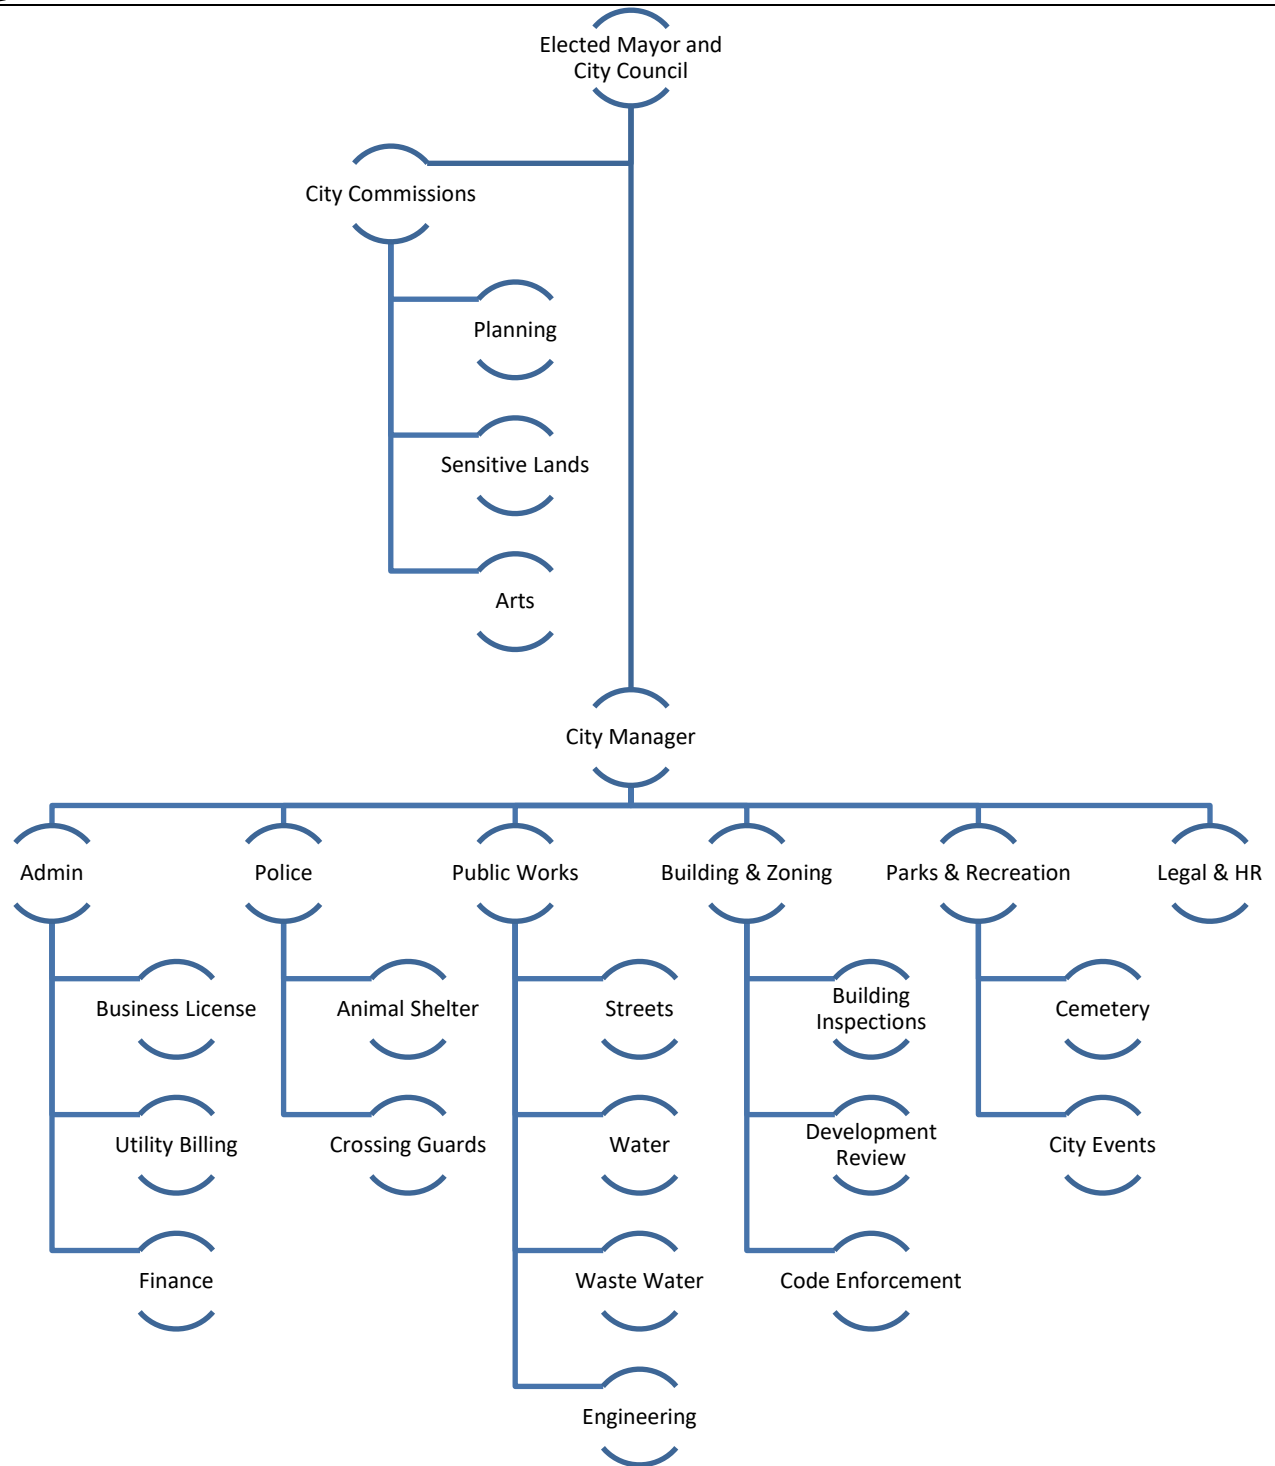 Elected Mayor and
City Council
City Commissions
Planning
Sensitive Lands
Arts
City Manager
Admin
Police
Public Works
Building & Zoning
Parks & Recreation
Legal & HR
Business License
Animal Shelter
Streets
Building
Inspections
Cemetery
Utility Billing
Crossing Guards
Water
Development
Review
City Events
Finance
Waste Water
Code Enforcement
Engineering